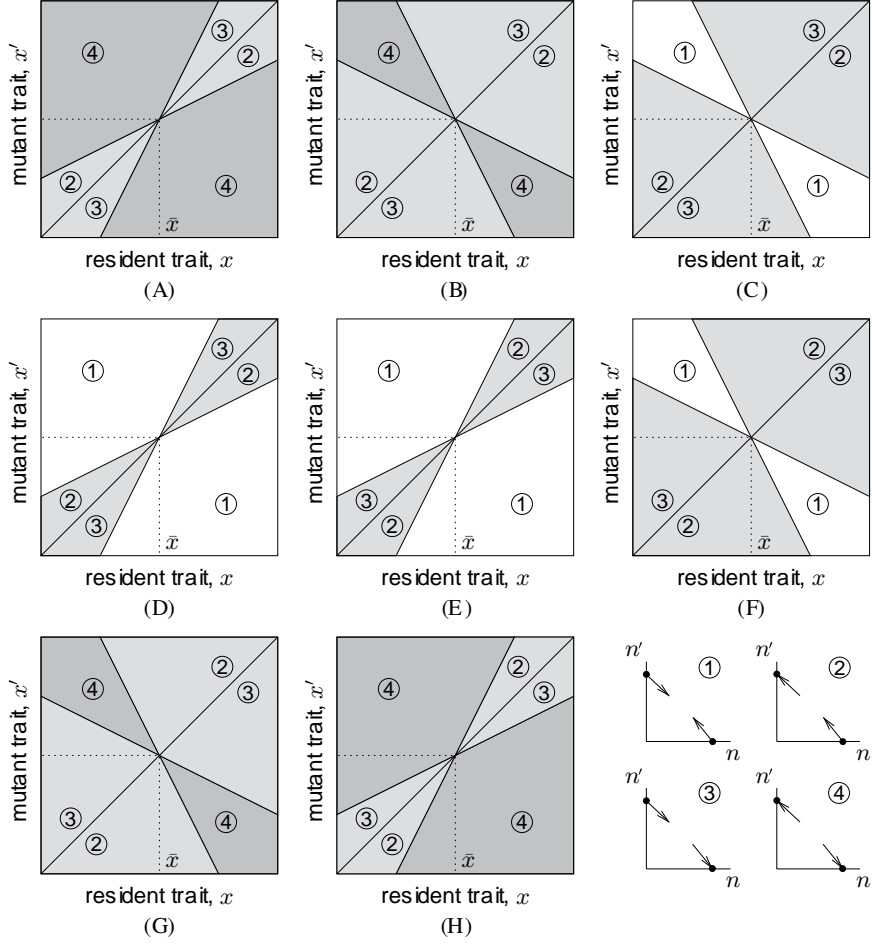 mutant trait, x′
④
③
②
②
③
④
x̄
resident trait, x
(A)
mutant trait, x′
④
③
②
②
③
④
x̄
resident trait, x
(B)
mutant trait, x′
①
③
②
②
③
①
x̄
resident trait, x
(C)
mutant trait, x′
①
③
②
②
③
①
x̄
resident trait, x
(D)
mutant trait, x′
①
②
③
③
②
①
x̄
resident trait, x
(E)
mutant trait, x′
①
②
③
③
②
①
x̄
resident trait, x
(F)
mutant trait, x′
④
②
③
③
②
④
x̄
resident trait, x
(G)
mutant trait, x′
④
②
③
③
②
④
x̄
resident trait, x
(H)
n′ ①
n
n′ ②
n
n′ ③
n
n′ ④
n